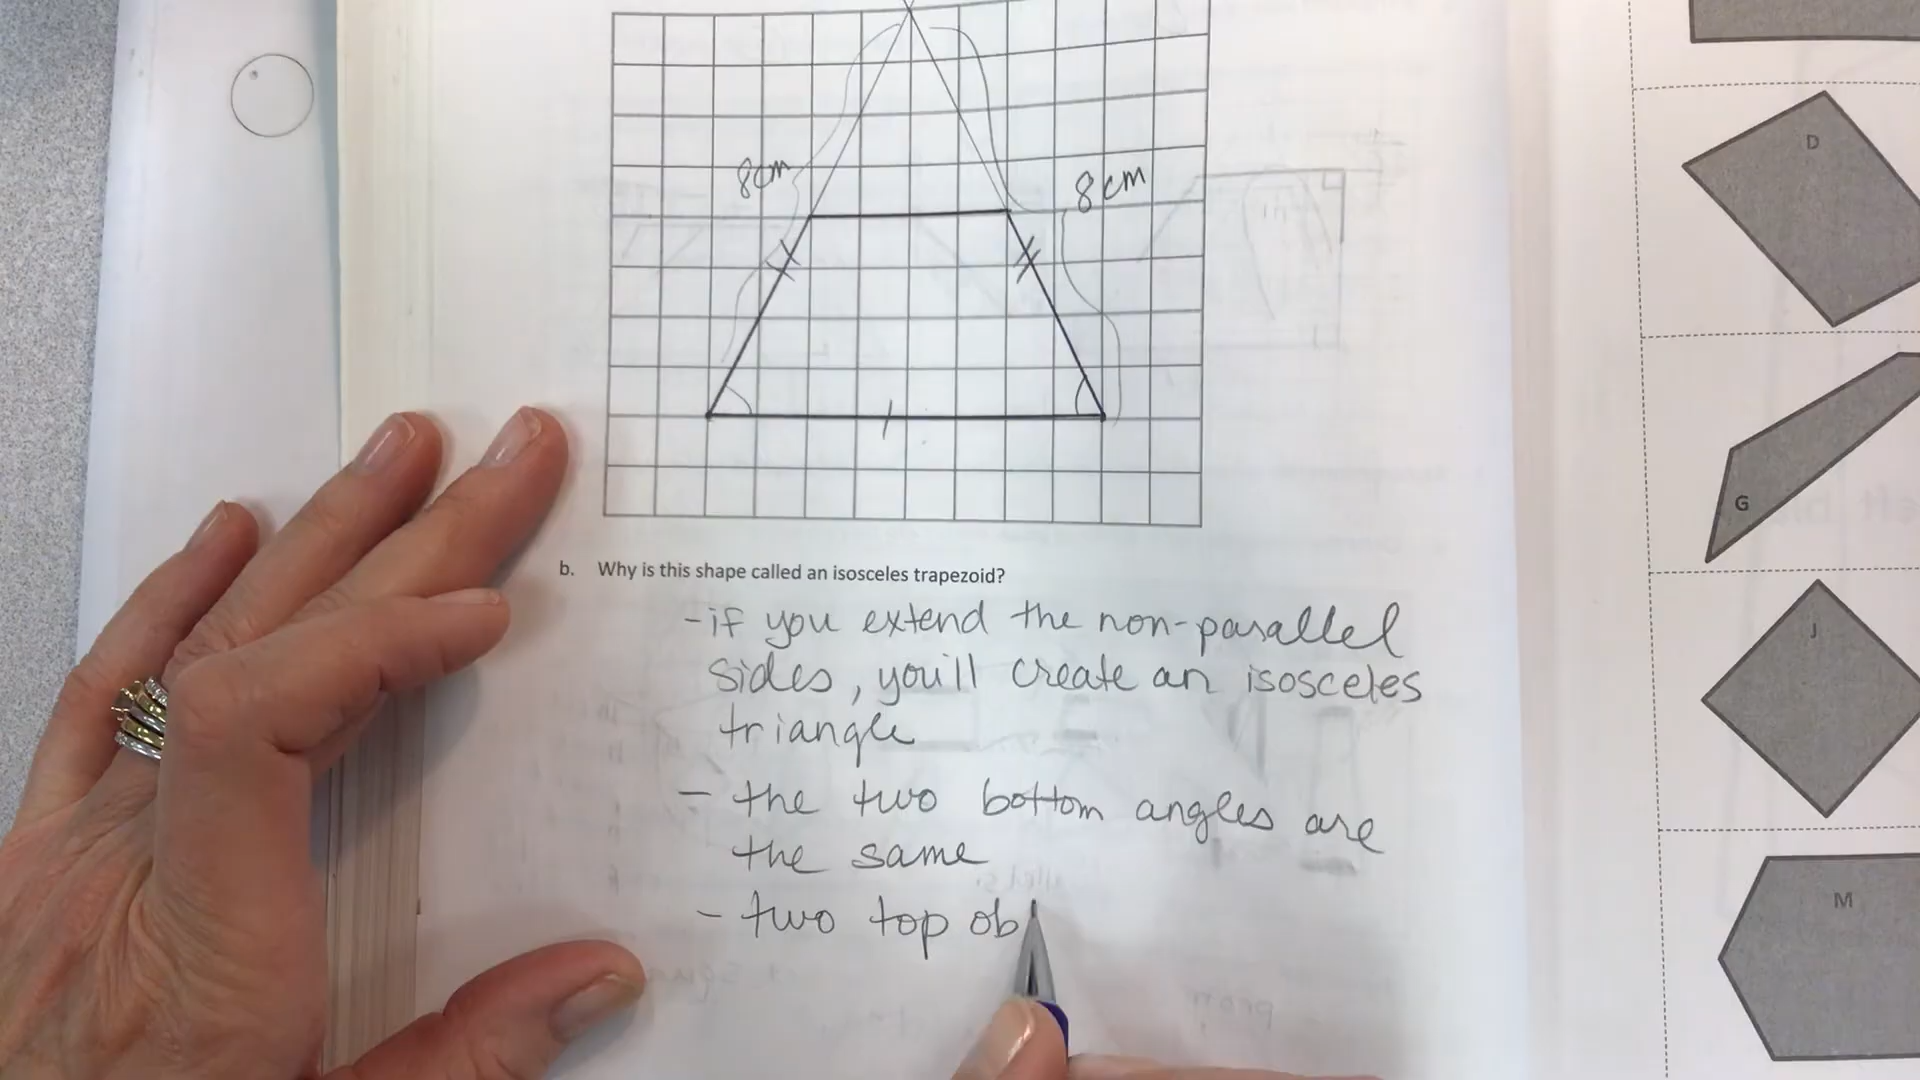 8cm
8cm
D
G
b. Why is this shape called an isosceles trapezoid?
-if you extend the non-parallel
sides, you'll create an isosceles
triangle
J
- the two bottom angles are
the same
M
- two top ob